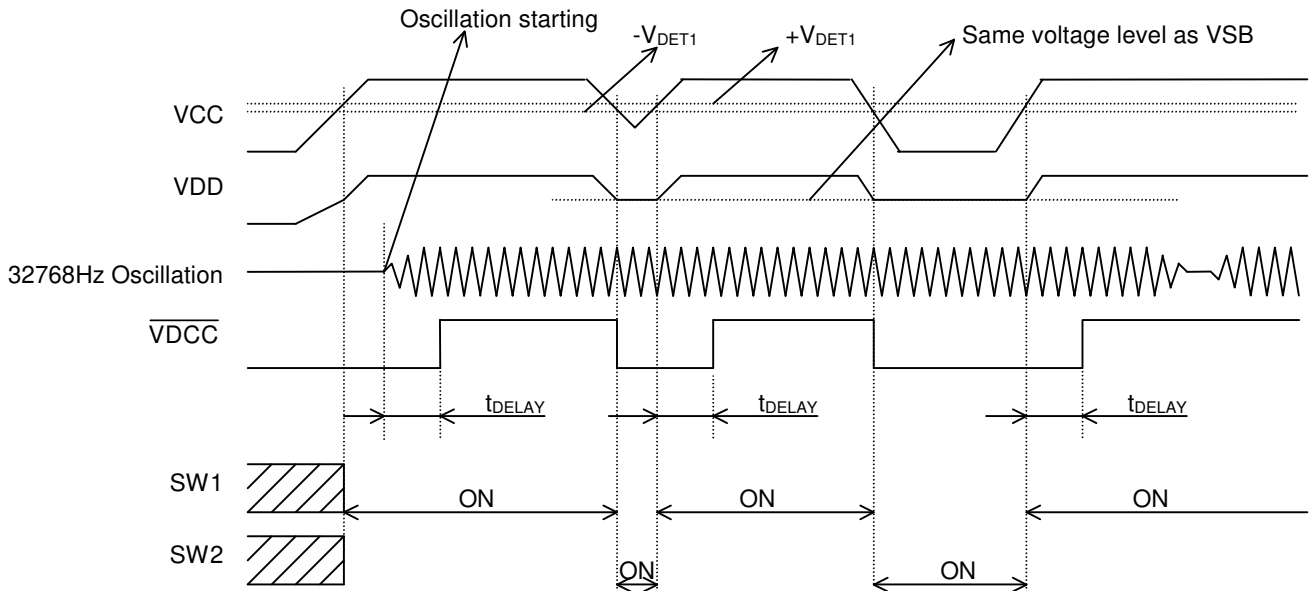 Oscillation starting
-VDET1
+VDET1
Same voltage level as VSB
VCC
VDD
32768Hz Oscillation
VDCC
tDELAY
tDELAY
tDELAY
SW1
ON
ON
ON
SW2
ON
ON